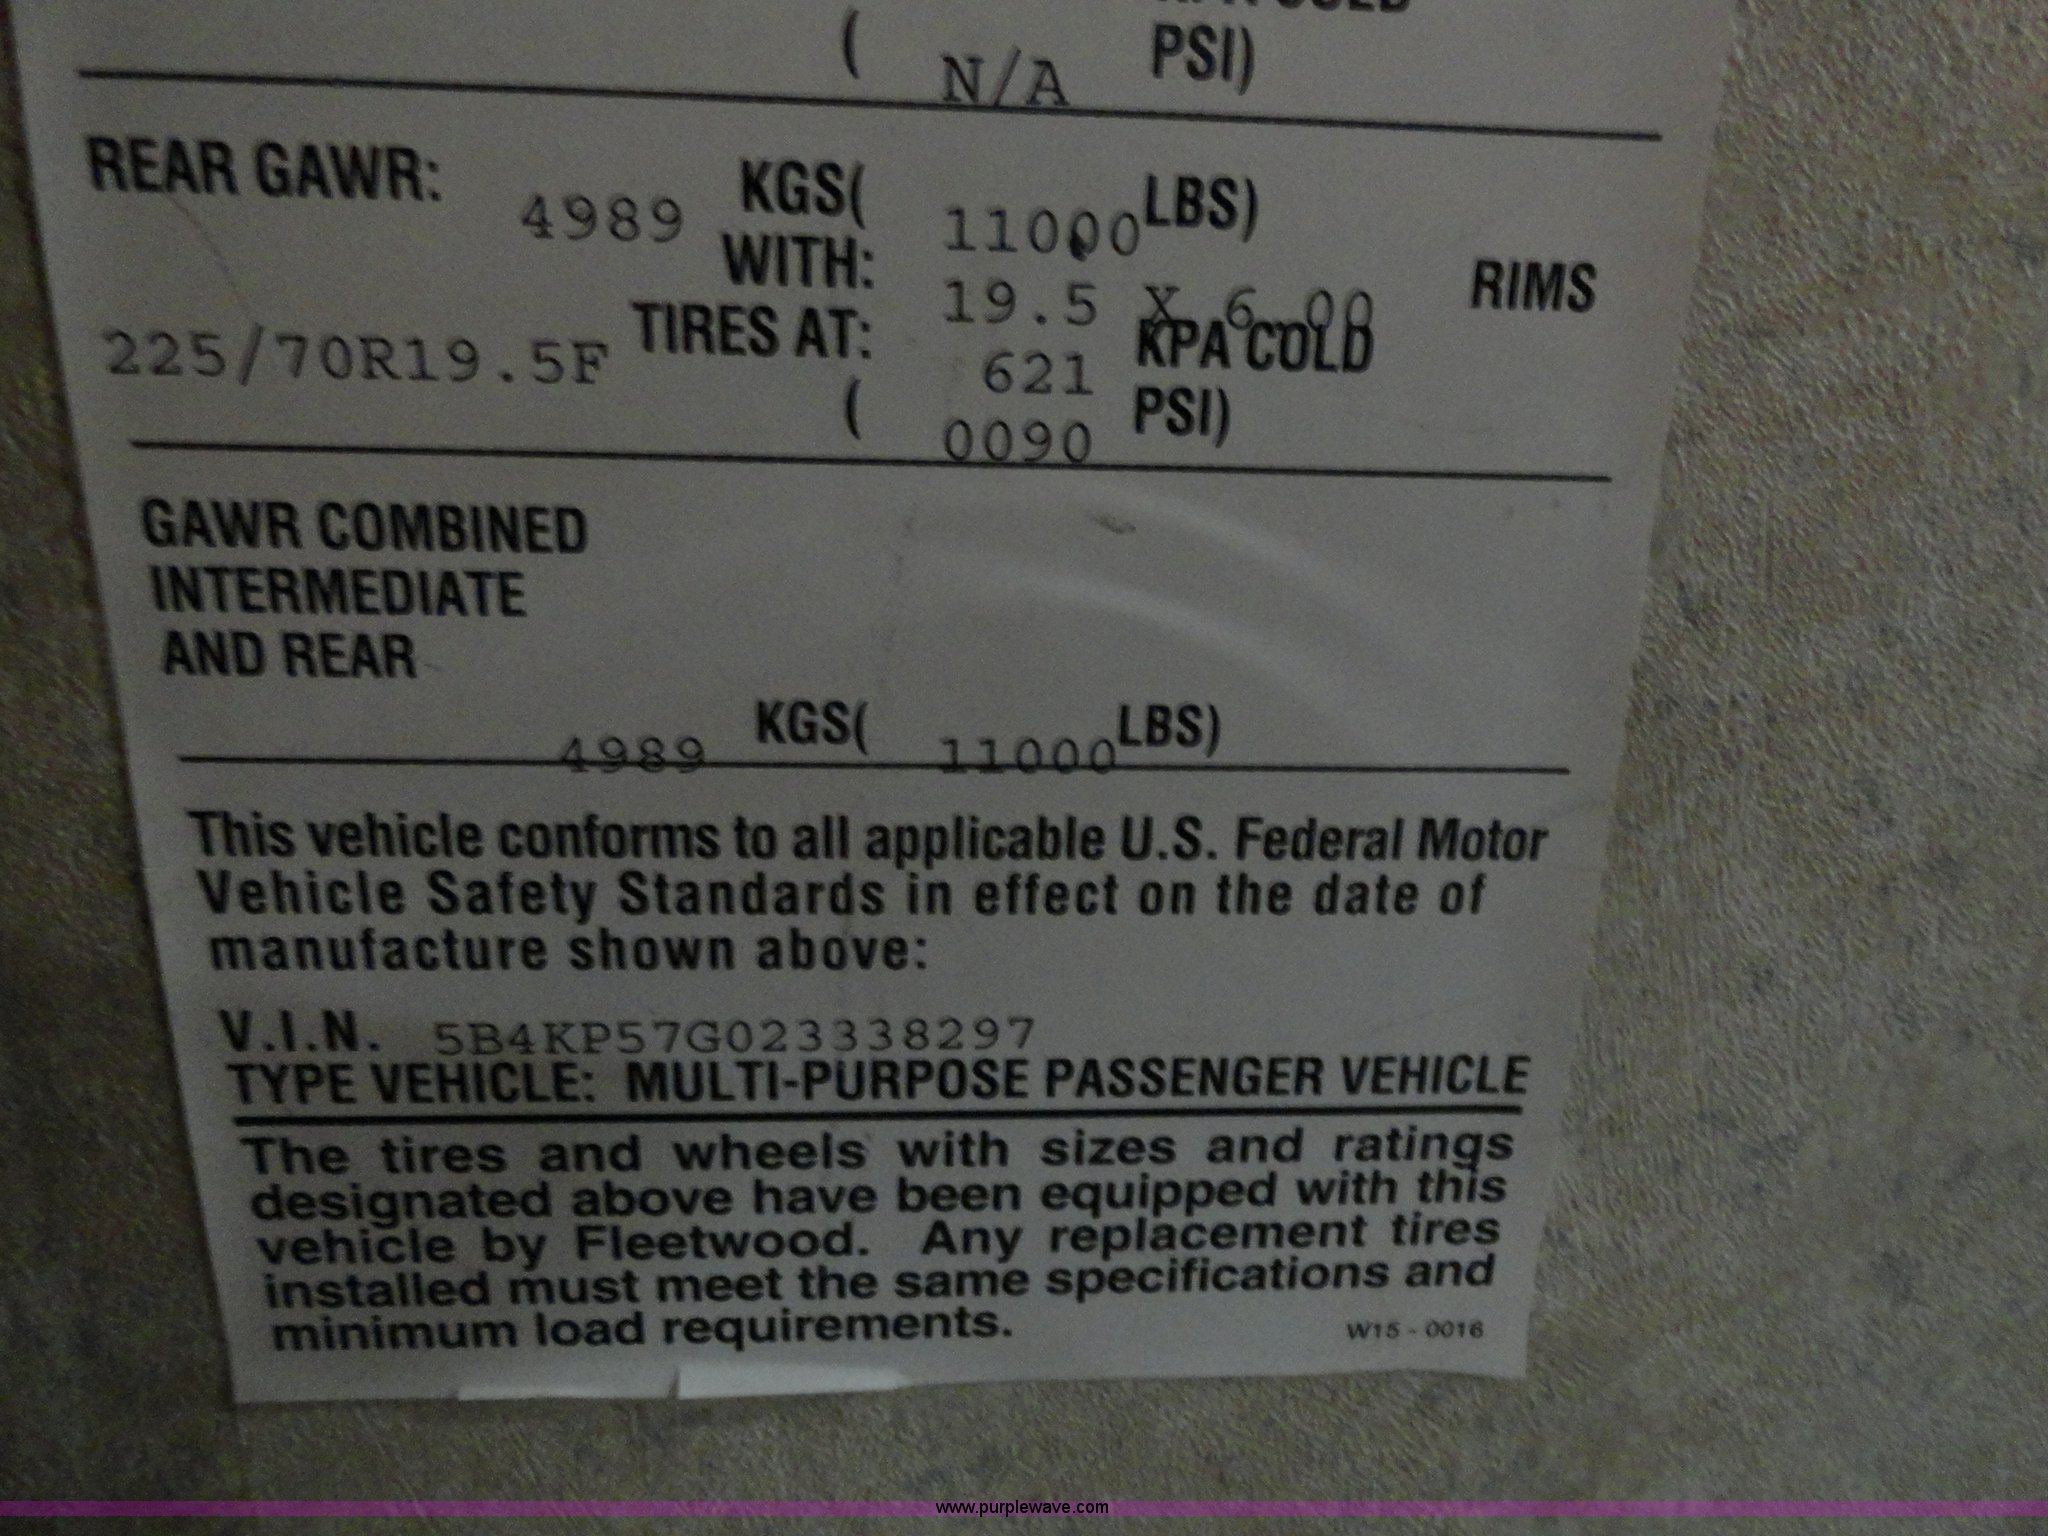 ( N/A PSI)
REAR GAWR: 4989 KGS( 11000 LBS)
WITH: 19.5 X 6.00 RIMS
225/70R19.5F TIRES AT: 621 KPA COLD
( 0090 PSI)
GAWR COMBINED
INTERMEDIATE
AND REAR
4989 KGS( 11000 LBS)
This vehicle conforms to all applicable U.S. Federal Motor
Vehicle Safety Standards in effect on the date of
manufacture shown above:
V.I.N. 5B4KP57G023338297
TYPE VEHICLE: MULTI-PURPOSE PASSENGER VEHICLE
The tires and wheels with sizes and ratings
designated above have been equipped with this
vehicle by Fleetwood. Any replacement tires
installed must meet the same specifications and
minimum load requirements. W15 - 0016
www.purplewave.com